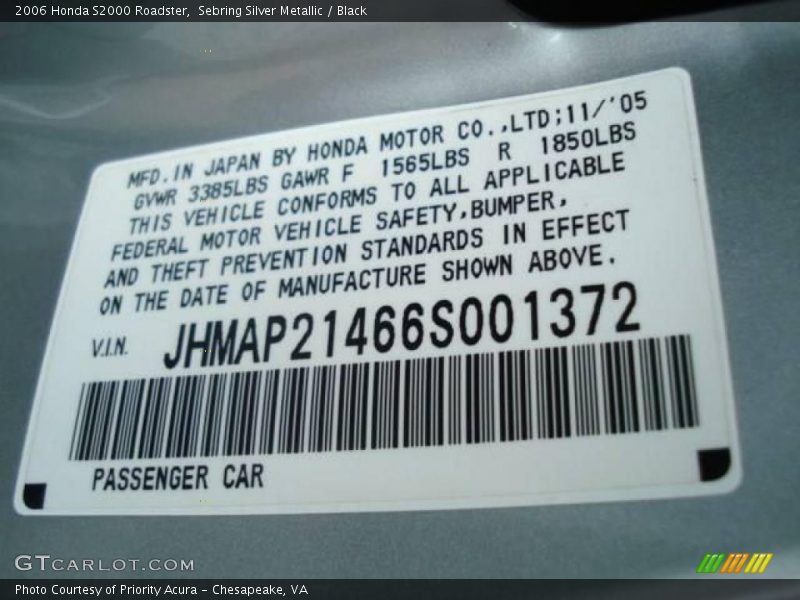 2006 Honda S2000 Roadster, Sebring Silver Metallic / Black
MFD. IN JAPAN BY HONDA MOTOR CO.,LTD;11/'05
GVWR 3385LBS GAWR F 1565LBS R 1850LBS
THIS VEHICLE CONFORMS TO ALL APPLICABLE
FEDERAL MOTOR VEHICLE SAFETY,BUMPER,
AND THEFT PREVENTION STANDARDS IN EFFECT
ON THE DATE OF MANUFACTURE SHOWN ABOVE.
V.I.N. JHMAP21466S001372
PASSENGER CAR
GTCARLOT.COM
Photo Courtesy of Priority Acura – Chesapeake, VA